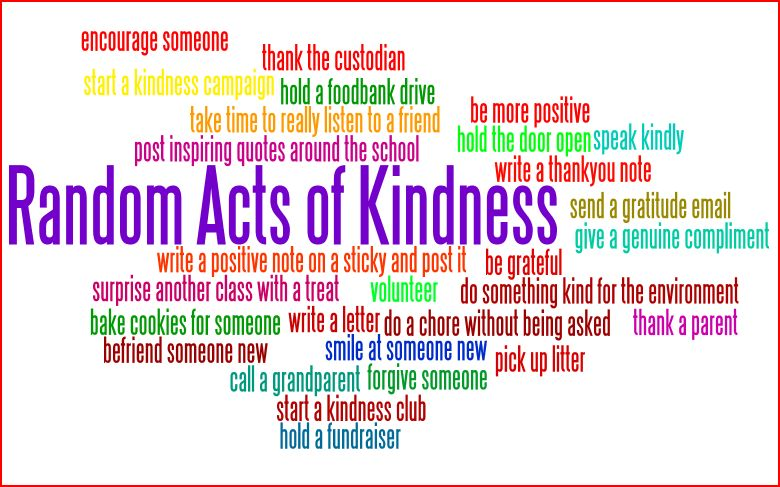 encourage someone
thank the custodian
start a kindness campaign
hold a foodbank drive
take time to really listen to a friend
be more positive
post inspiring quotes around the school
hold the door open
speak kindly
write a thankyou note
Random Acts of Kindness
send a gratitude email
give a genuine compliment
write a positive note on a sticky and post it
be grateful
surprise another class with a treat
volunteer
do something kind for the environment
bake cookies for someone
write a letter
do a chore without being asked
thank a parent
befriend someone new
smile at someone new
pick up litter
call a grandparent
forgive someone
start a kindness club
hold a fundraiser